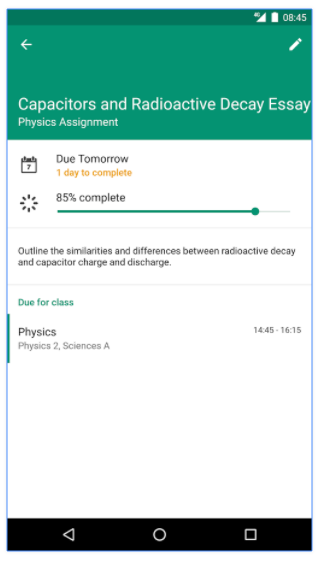 4G 08:45
Capacitors and Radioactive Decay Essay
Physics Assignment
7
Due Tomorrow
1 day to complete
85% complete
Outline the similarities and differences between radioactive decay
and capacitor charge and discharge.
Due for class
Physics 14:45 - 16:15
Physics 2, Sciences A